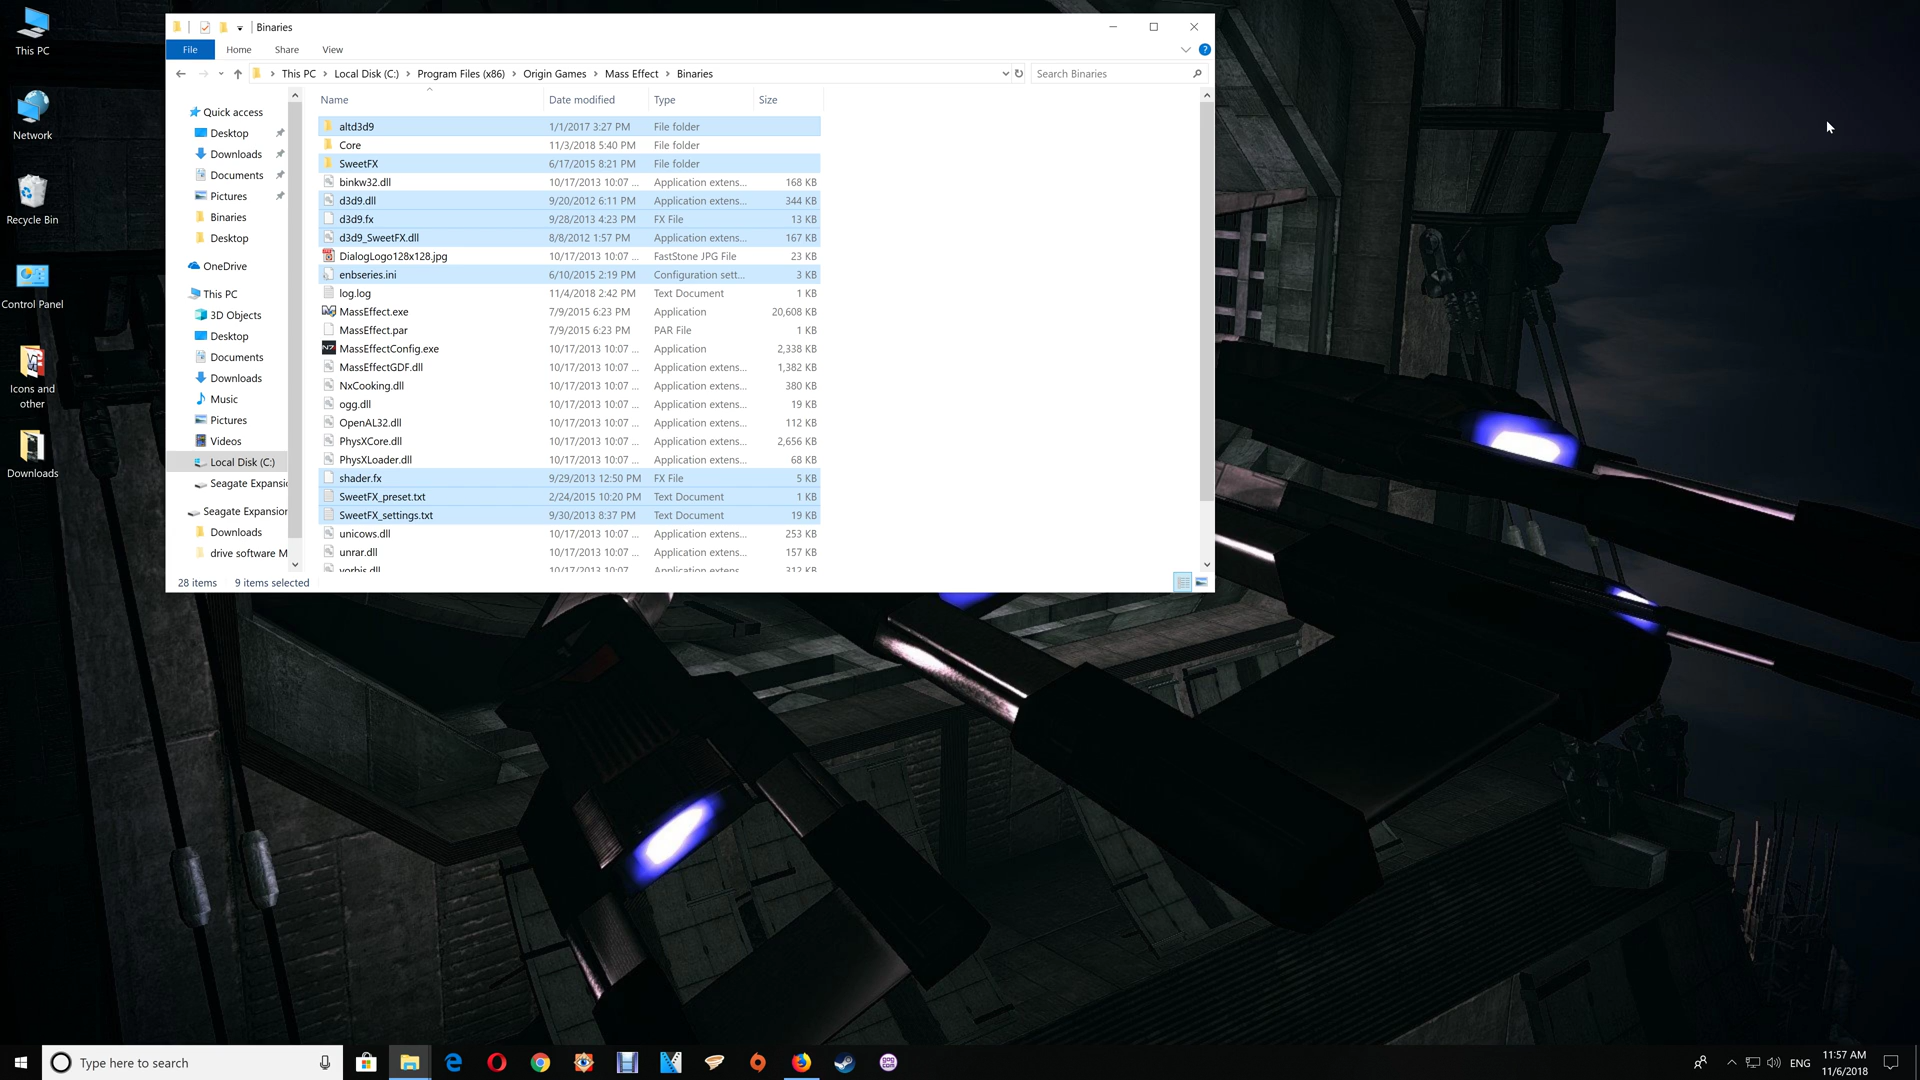 This PC
Network
Recycle Bin
Control Panel
Icons and
other
Downloads
Binaries
File Home Share View
This PC Local Disk (C:) Program Files (x86) Origin Games Mass Effect Binaries Search Binaries
Quick access
Desktop
Downloads
Documents
Pictures
Binaries
Desktop
OneDrive
This PC
3D Objects
Desktop
Documents
Downloads
Music
Pictures
Videos
Local Disk (C:)
Seagate Expansio
Seagate Expansion
Downloads
drive software M
Name Date modified Type Size
altd3d9 1/1/2017 3:27 PM File folder
Core 11/3/2018 5:40 PM File folder
SweetFX 6/17/2015 8:21 PM File folder
binkw32.dll 10/17/2013 10:07 ... Application extens... 168 KB
d3d9.dll 9/20/2012 6:11 PM Application extens... 344 KB
d3d9.fx 9/28/2013 4:23 PM FX File 13 KB
d3d9_SweetFX.dll 8/8/2012 1:57 PM Application extens... 167 KB
DialogLogo128x128.jpg 10/17/2013 10:07 ... FastStone JPG File 23 KB
enbseries.ini 6/10/2015 2:19 PM Configuration sett... 3 KB
log.log 11/4/2018 2:42 PM Text Document 1 KB
MassEffect.exe 7/9/2015 6:23 PM Application 20,608 KB
MassEffect.par 7/9/2015 6:23 PM PAR File 1 KB
MassEffectConfig.exe 10/17/2013 10:07 ... Application 2,338 KB
MassEffectGDF.dll 10/17/2013 10:07 ... Application extens... 1,382 KB
NxCooking.dll 10/17/2013 10:07 ... Application extens... 380 KB
ogg.dll 10/17/2013 10:07 ... Application extens... 19 KB
OpenAL32.dll 10/17/2013 10:07 ... Application extens... 112 KB
PhysXCore.dll 10/17/2013 10:07 ... Application extens... 2,656 KB
PhysXLoader.dll 10/17/2013 10:07 ... Application extens... 68 KB
shader.fx 9/29/2013 12:50 PM FX File 5 KB
SweetFX_preset.txt 2/24/2015 10:20 PM Text Document 1 KB
SweetFX_settings.txt 9/30/2013 8:37 PM Text Document 19 KB
unicows.dll 10/17/2013 10:07 ... Application extens... 253 KB
unrar.dll 10/17/2013 10:07 ... Application extens... 157 KB
vorbis.dll 10/17/2013 10:07 ... Application extens... 312 KB
28 items 9 items selected
Type here to search
ENG
11:57 AM
11/6/2018